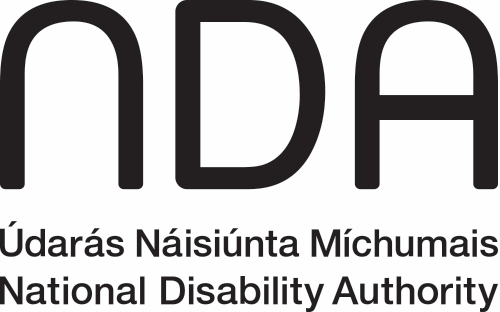 NDA
Údarás Náisiúnta Míchumais
National Disability Authority